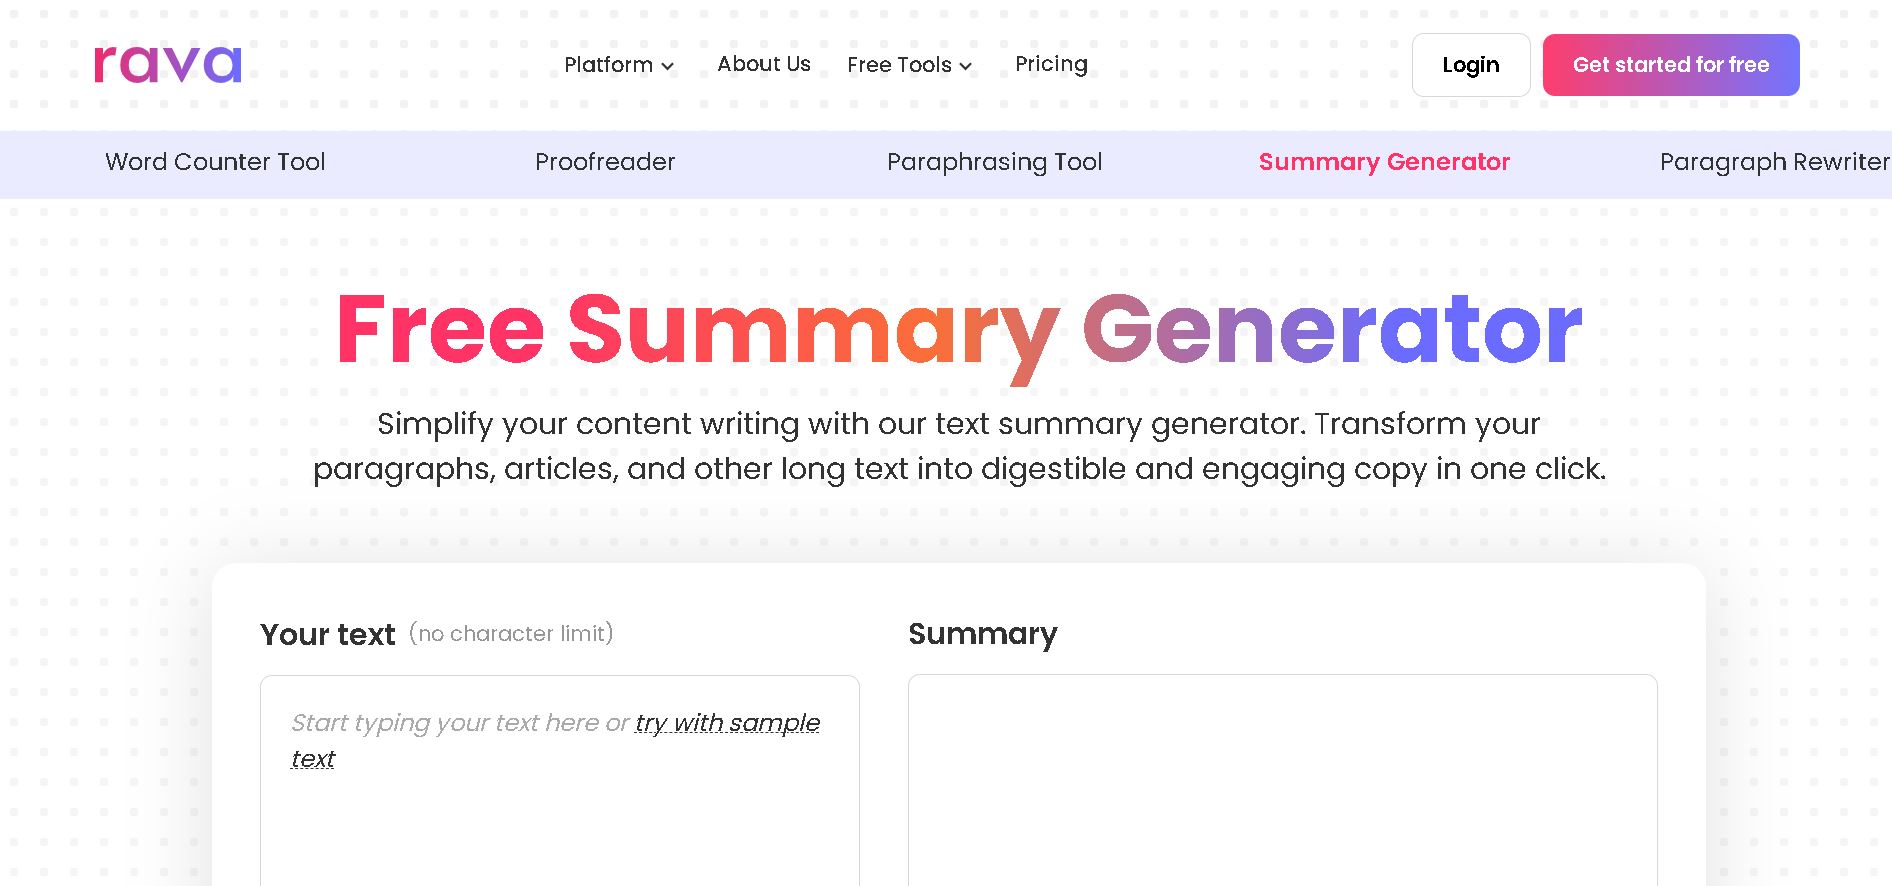 rava
Platform
About Us
Free Tools
Pricing
Login
Get started for free
Word Counter Tool
Proofreader
Paraphrasing Tool
Summary Generator
Paragraph Rewriter
Free Summary Generator
Simplify your content writing with our text summary generator. Transform your
paragraphs, articles, and other long text into digestible and engaging copy in one click.
Your text (no character limit)
Summary
Start typing your text here or try with sample
text